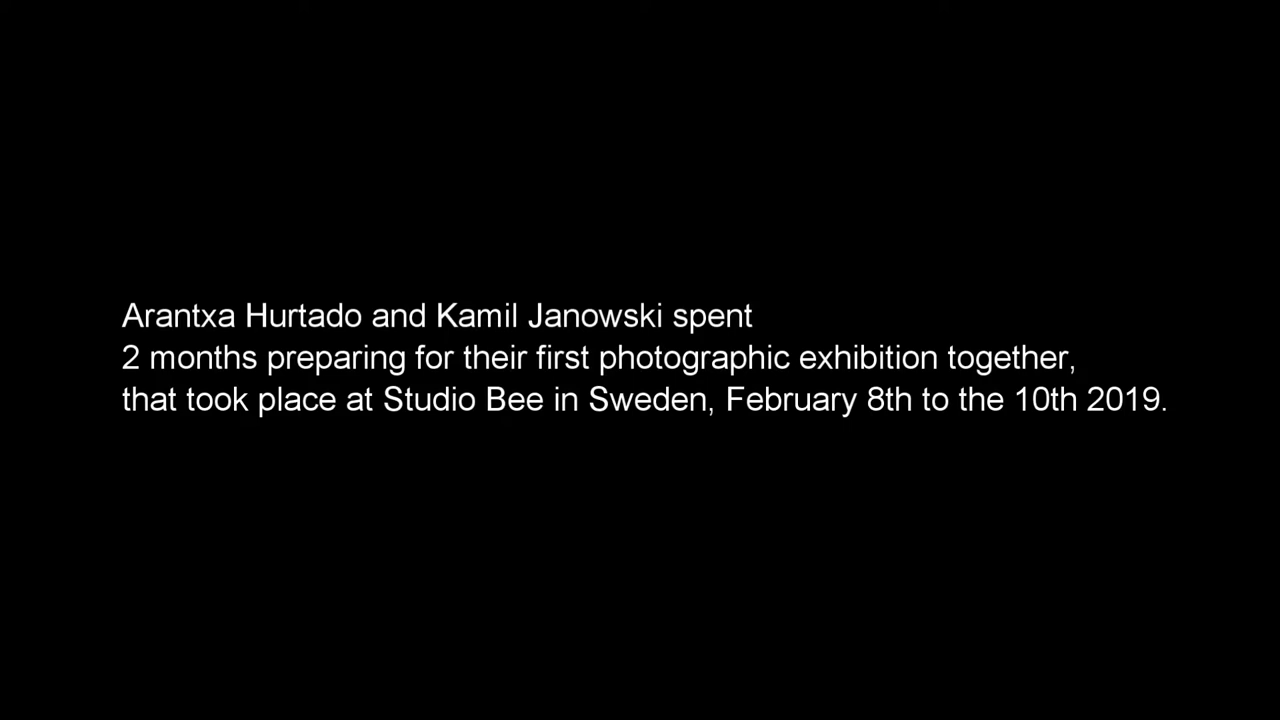 Arantxa Hurtado and Kamil Janowski spent
2 months preparing for their first photographic exhibition together,
that took place at Studio Bee in Sweden, February 8th to the 10th 2019.